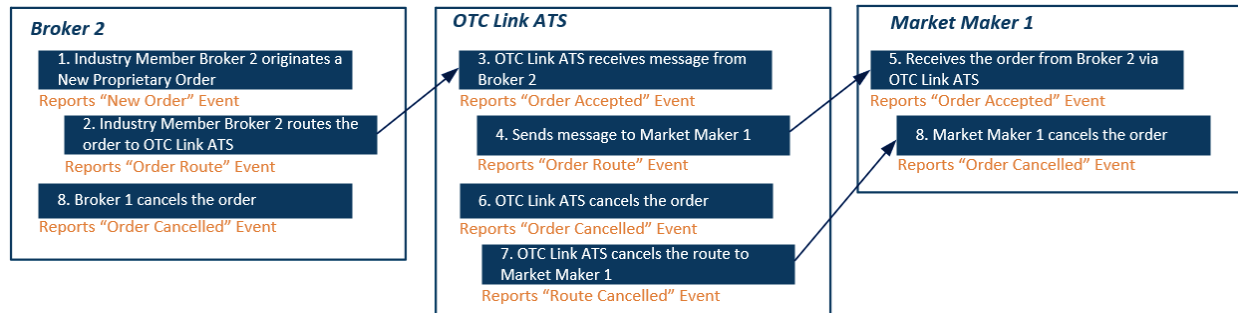 Broker 2
1. Industry Member Broker 2 originates a
New Proprietary Order
Reports “New Order” Event
2. Industry Member Broker 2 routes the
order to OTC Link ATS
Reports “Order Route” Event
8. Broker 1 cancels the order
Reports “Order Cancelled” Event
OTC Link ATS
3. OTC Link ATS receives message from
Broker 2
Reports “Order Accepted” Event
4. Sends message to Market Maker 1
Reports “Order Route” Event
6. OTC Link ATS cancels the order
Reports “Order Cancelled” Event
7. OTC Link ATS cancels the route to
Market Maker 1
Reports “Route Cancelled” Event
Market Maker 1
5. Receives the order from Broker 2 via
OTC Link ATS
Reports “Order Accepted” Event
8. Market Maker 1 cancels the order
Reports “Order Cancelled” Event